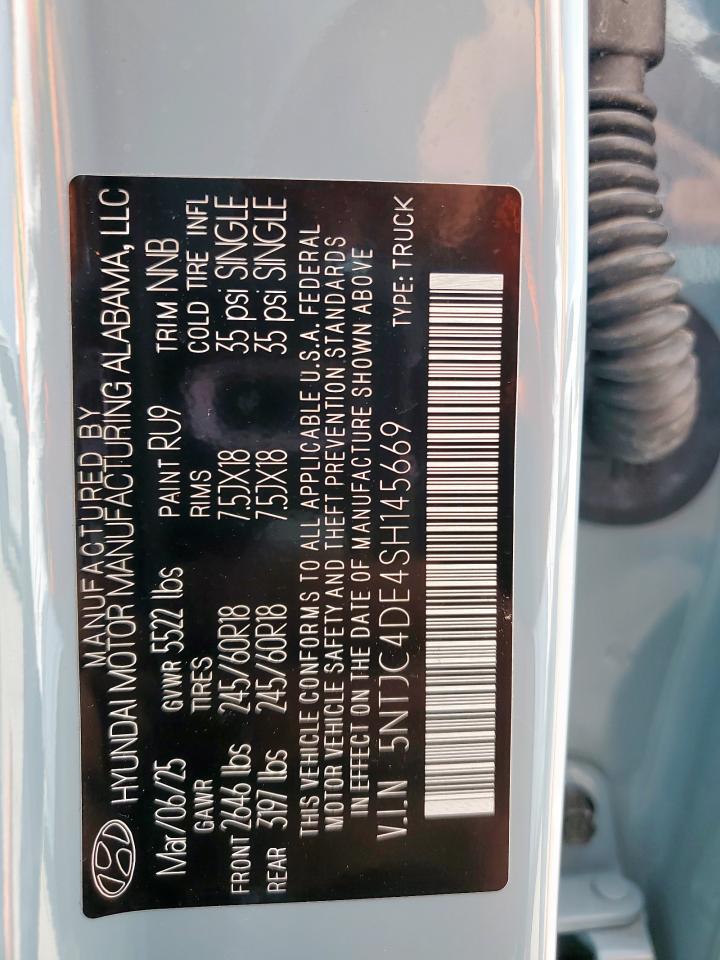 MANUFACTURED BY
HYUNDAI MOTOR MANUFACTURING ALABAMA, LLC
Mar/06/25 GVWR 5522 lbs PAINT RU9 TRIM NNB
GAWR TIRES RIMS COLD TIRE INFL
FRONT 2646 lbs 245/60R18 7.5JX18 35 psi SINGLE
REAR 3197 lbs 245//60R18 7.5JX18 35 psi SINGLE
THIS VEHICLE CONFORMS TO ALL APPLICABLE U.S.A. FEDERAL
MOTOR VEHICLE SAFETY AND THEFT PREVENTION STANDARDS
IN EFFECT ON THE DATE OF MANUFACTURE SHOWN ABOVE
V.I.N 5NTJC4DE4SH145669 TYPE: TRUCK